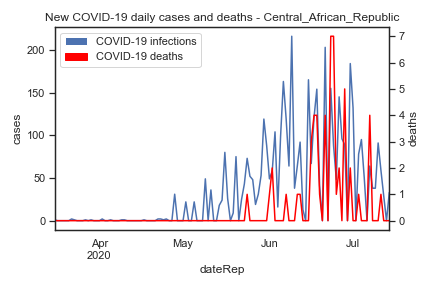 New COVID-19 daily cases and deaths - Central_African_Republic
COVID-19 infections
COVID-19 deaths
200
150
100
50
0
cases
7
6
5
4
3
2
1
0
deaths
Apr
2020
May
Jun
Jul
dateRep